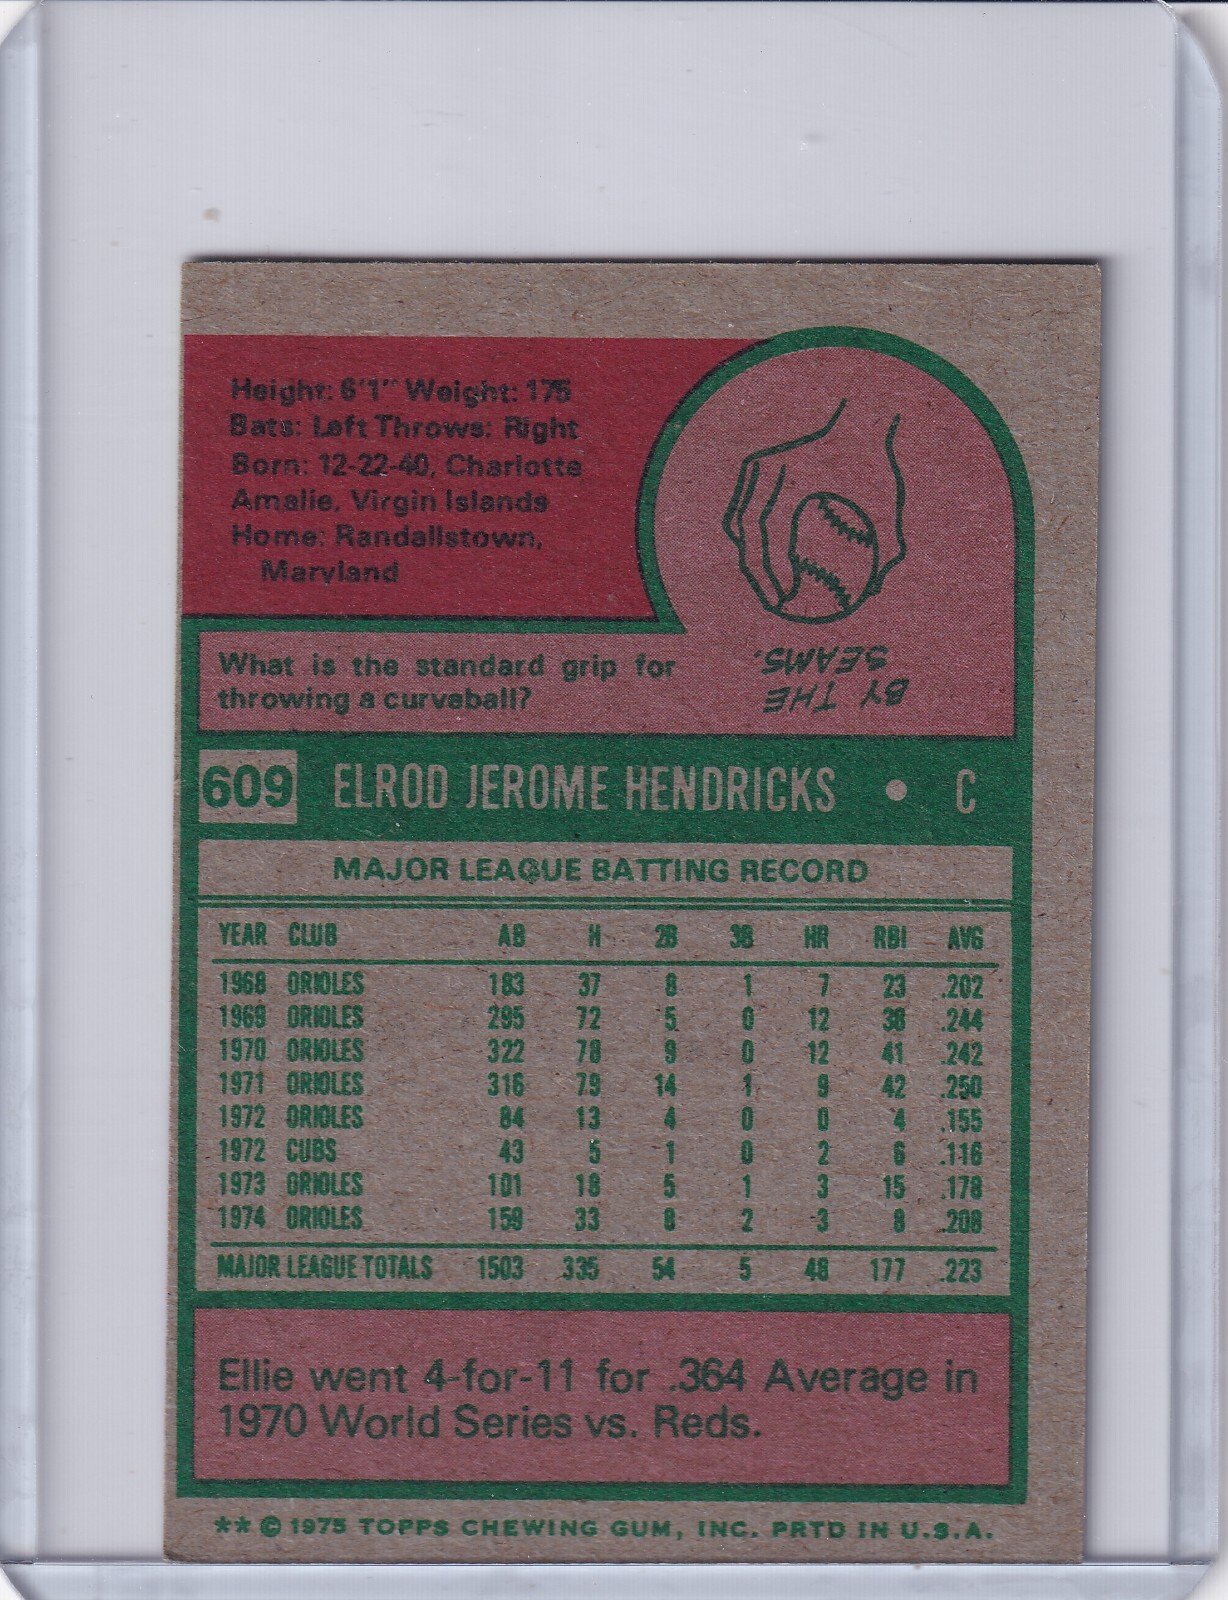 Height: 6'1" Weight: 175
Bats: Left Throws: Right
Born: 12-22-40, Charlotte
Amalie, Virgin Islands
Home: Randallstown,
Maryland
BY THE
SEAMS.
What is the standard grip for
throwing a curveball?
609 ELROD JEROME HENDRICKS • C
MAJOR LEAGUE BATTING RECORD
YEAR CLUB AB H 2B 3B HR RBI AVG
1968 ORIOLES 183 37 8 1 7 23 .202
1969 ORIOLES 295 72 5 0 12 38 .244
1970 ORIOLES 322 78 9 0 12 41 .242
1971 ORIOLES 316 79 14 1 9 42 .250
1972 ORIOLES 84 13 4 0 0 4 .155
1972 CUBS 43 5 1 0 2 6 .116
1973 ORIOLES 101 18 5 1 3 15 .178
1974 ORIOLES 159 33 8 2 3 8 .208
MAJOR LEAGUE TOTALS 1503 335 54 5 48 177 .223
Ellie went 4-for-11 for .364 Average in
1970 World Series vs. Reds.
** © 1975 TOPPS CHEWING GUM, INC. PRTD IN U.S.A.